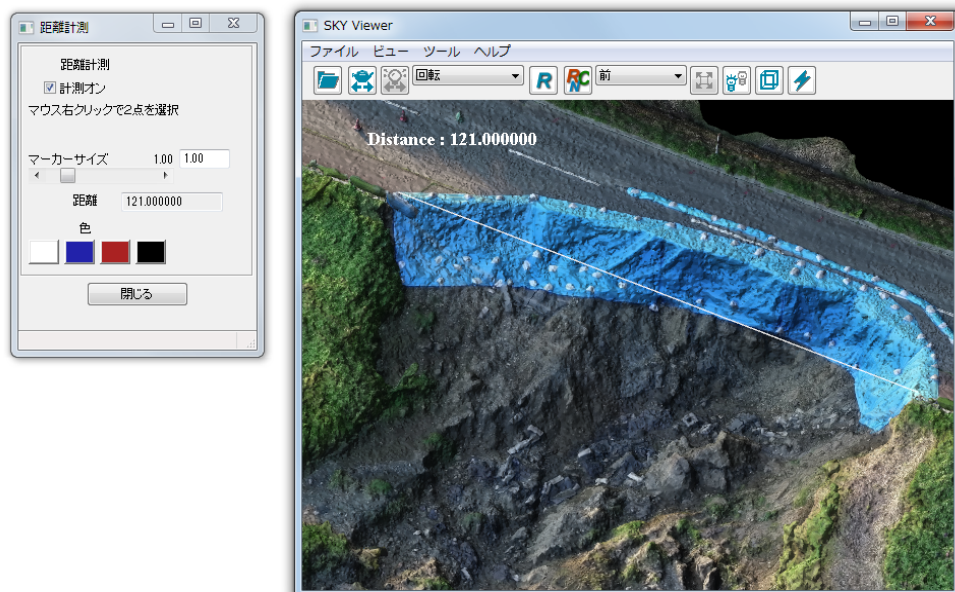 距離計測
距離計測
計測オン
マウス右クリックで2点を選択
マーカーサイズ 1.00 1.00
距離 121.000000
色
閉じる
SKY Viewer
ファイル ビュー ツール ヘルプ
回転 R RCN 前
Distance : 121.000000